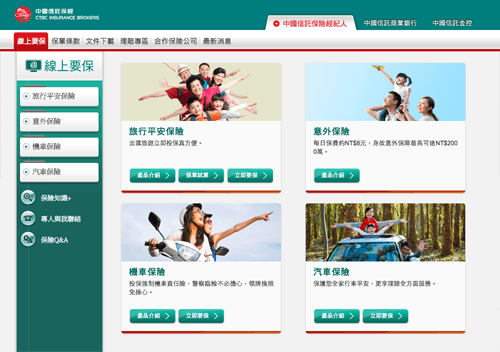 中國信託保經
CTBC INSURANCE BROKERS
中國信託保險經紀人
中國信託商業銀行
中國信託金控
線上要保
保單條款
文件下載
理賠專區
合作保險公司
最新消息
線上要保
旅行平安保險
意外保險
機車保險
汽車保險
保險知識+
專人與我聯絡
保險Q&A
旅行平安保險
出國旅遊立即投保真方便。
產品介紹
保單試算
立即要保
意外保險
每日保費約NT$8元，身故意外保障最高可達NT$200
0萬。
產品介紹
機車保險
投保強制機車責任險，警察臨檢不必擔心，領牌換照
免操心。
產品介紹
立即要保
汽車保險
保護您全家行車平安，更享理賠全方面服務。
產品介紹
立即要保